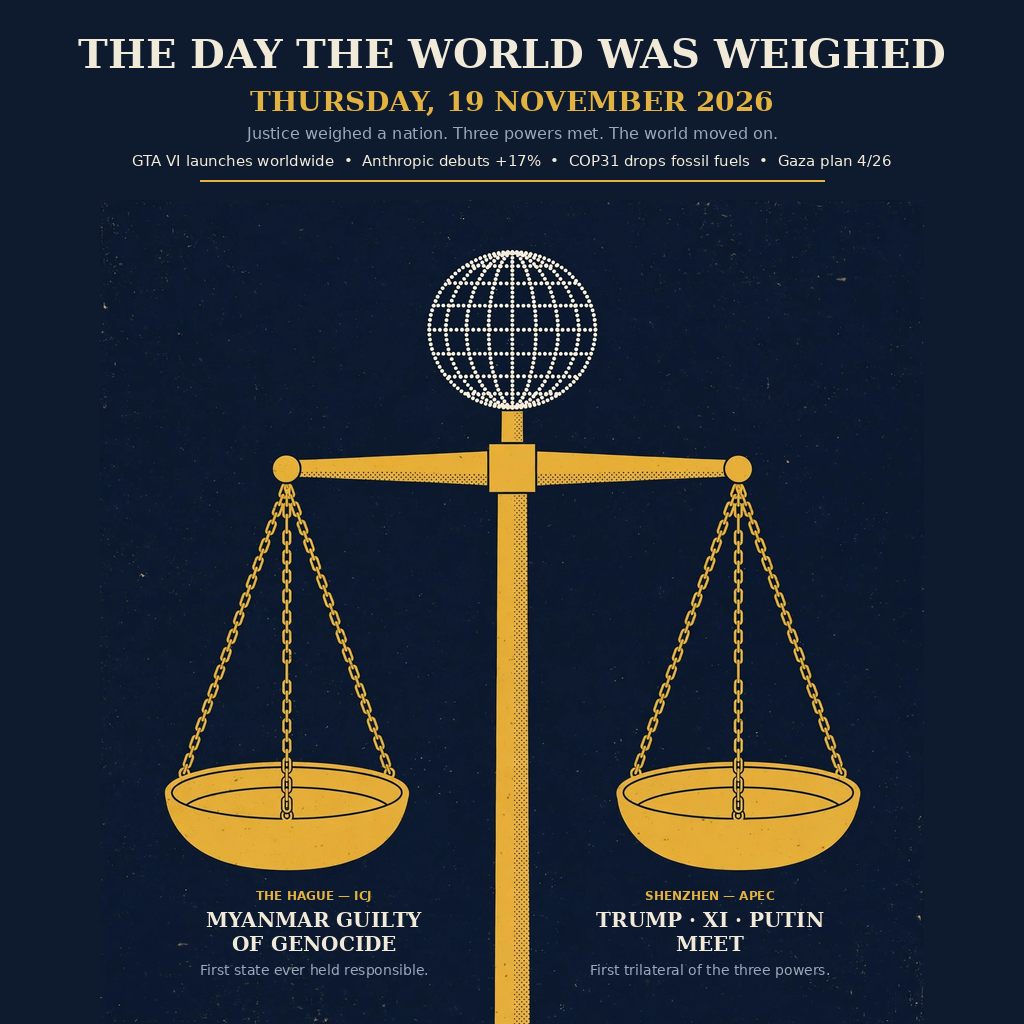 THE DAY THE WORLD WAS WEIGHED
THURSDAY, 19 NOVEMBER 2026
Justice weighed a nation. Three powers met. The world moved on.
GTA VI launches worldwide • Anthropic debuts +17% • COP31 drops fossil fuels • Gaza plan 4/26
THE HAGUE — ICJ
MYANMAR GUILTY
OF GENOCIDE
First state ever held responsible.
SHENZHEN — APEC
TRUMP · XI · PUTIN
MEET
First trilateral of the three powers.